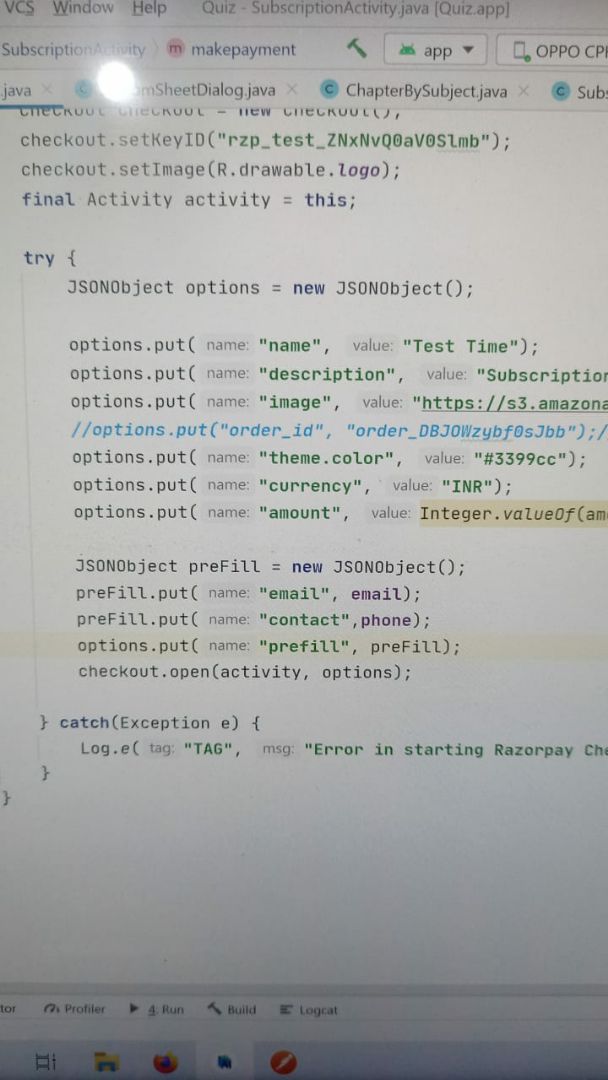 VCS Window Help Quiz - SubscriptionActivity.java [Quiz.app]
SubscriptionActivity m makepayment app OPPO CPH
.java SheetDialog.java C ChapterBySubject.java C Subs
Checkout checkout = new Checkout();
checkout.setKeyID("rzp_test_ZNxNvQ0aV0Slmb");
checkout.setImage(R.drawable.logo);
final Activity activity = this;
try {
JSONObject options = new JSONObject();
options.put( name: "name", value: "Test Time");
options.put( name: "description", value: "Subscription
options.put( name: "image", value: "https://s3.amazona
//options.put("order_id", "order_DBJOWzybf0sJbb");/
options.put( name: "theme.color", value: "#3399cc");
options.put( name: "currency", value: "INR");
options.put( name: "amount", value: Integer.valueOf(am
JSONObject preFill = new JSONObject();
preFill.put( name: "email", email);
preFill.put( name: "contact",phone);
options.put( name: "prefill", preFill);
checkout.open(activity, options);
} catch(Exception e) {
Log.e( tag: "TAG", msg: "Error in starting Razorpay Che
}
}
tor Profiler 4: Run Build Logcat